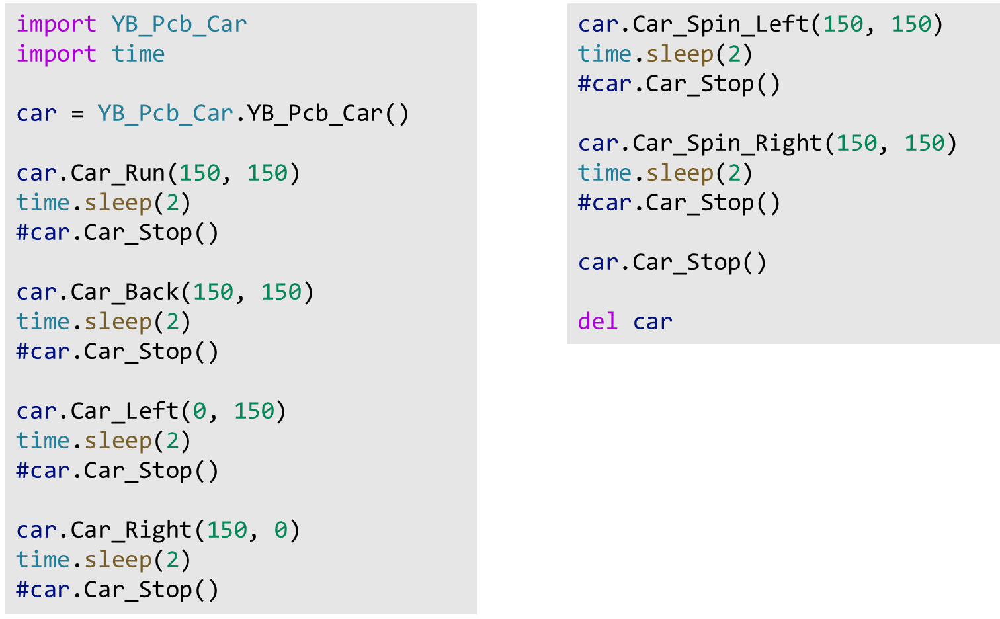 import YB_Pcb_Car
import time
car = YB_Pcb_Car.YB_Pcb_Car()
car.Car_Run(150, 150)
time.sleep(2)
#car.Car_Stop()
car.Car_Back(150, 150)
time.sleep(2)
#car.Car_Stop()
car.Car_Left(0, 150)
time.sleep(2)
#car.Car_Stop()
car.Car_Right(150, 0)
time.sleep(2)
#car.Car_Stop()
car.Car_Spin_Left(150, 150)
time.sleep(2)
#car.Car_Stop()
car.Car_Spin_Right(150, 150)
time.sleep(2)
#car.Car_Stop()
car.Car_Stop()
del car